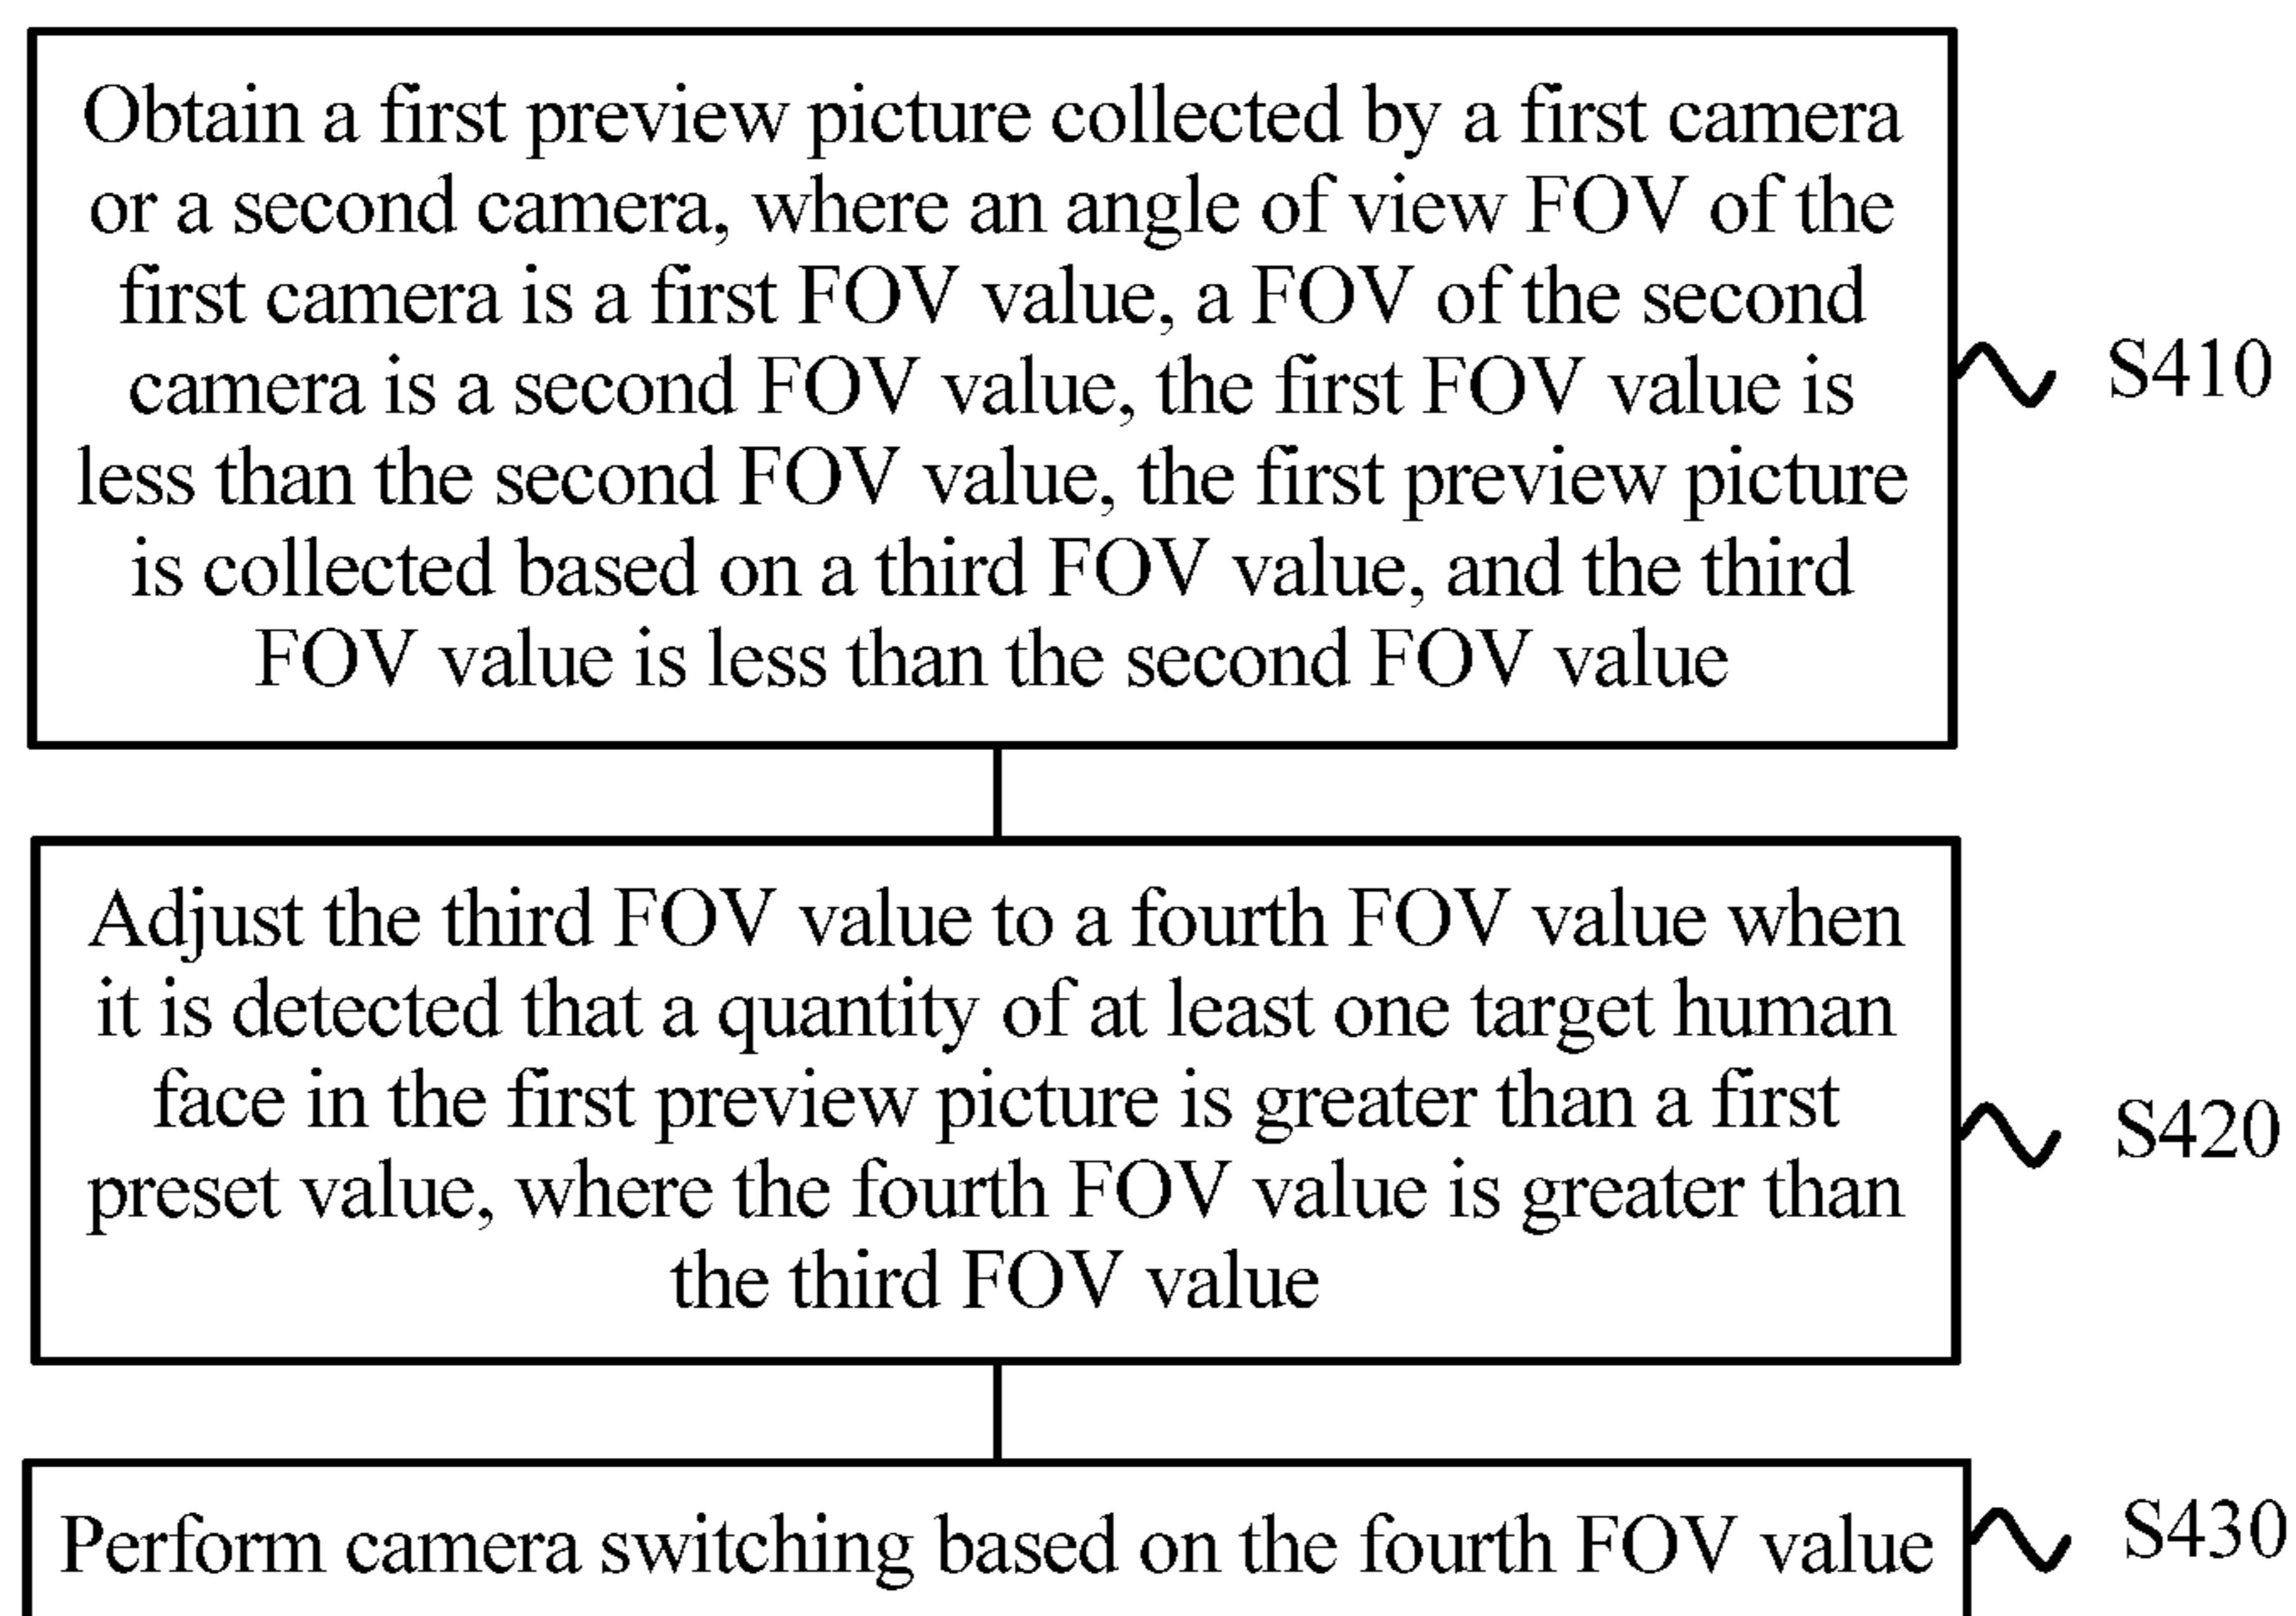 Obtain a first preview picture collected by a first camera
or a second camera, where an angle of view FOV of the
first camera is a first FOV value, a FOV of the second
camera is a second FOV value, the first FOV value is
less than the second FOV value, the first preview picture
is collected based on a third FOV value, and the third
FOV value is less than the second FOV value
S410
Adjust the third FOV value to a fourth FOV value when
it is detected that a quantity of at least one target human
face in the first preview picture is greater than a first
preset value, where the fourth FOV value is greater than
the third FOV value
S420
Perform camera switching based on the fourth FOV value
S430